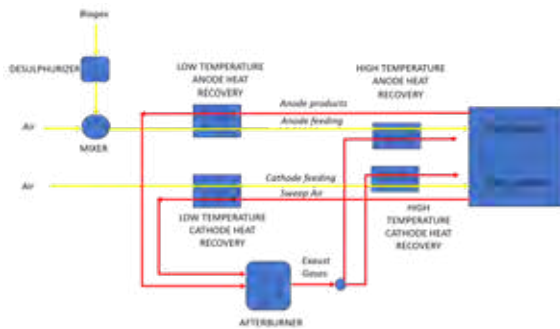 Biogas
DESULPHURIZER
LOW TEMPERATURE
ANODE HEAT
RECOVERY
HIGH TEMPERATURE
ANODE HEAT
RECOVERY
Anode products
Anode feeding
Air
MIXER
Air
Cathode feeding
Sweep Air
LOW TEMPERATURE
CATHODE HEAT
RECOVERY
HIGH
TEMPERATURE
CATHODE HEAT
RECOVERY
Exaust
Gases
AFTERBURNER